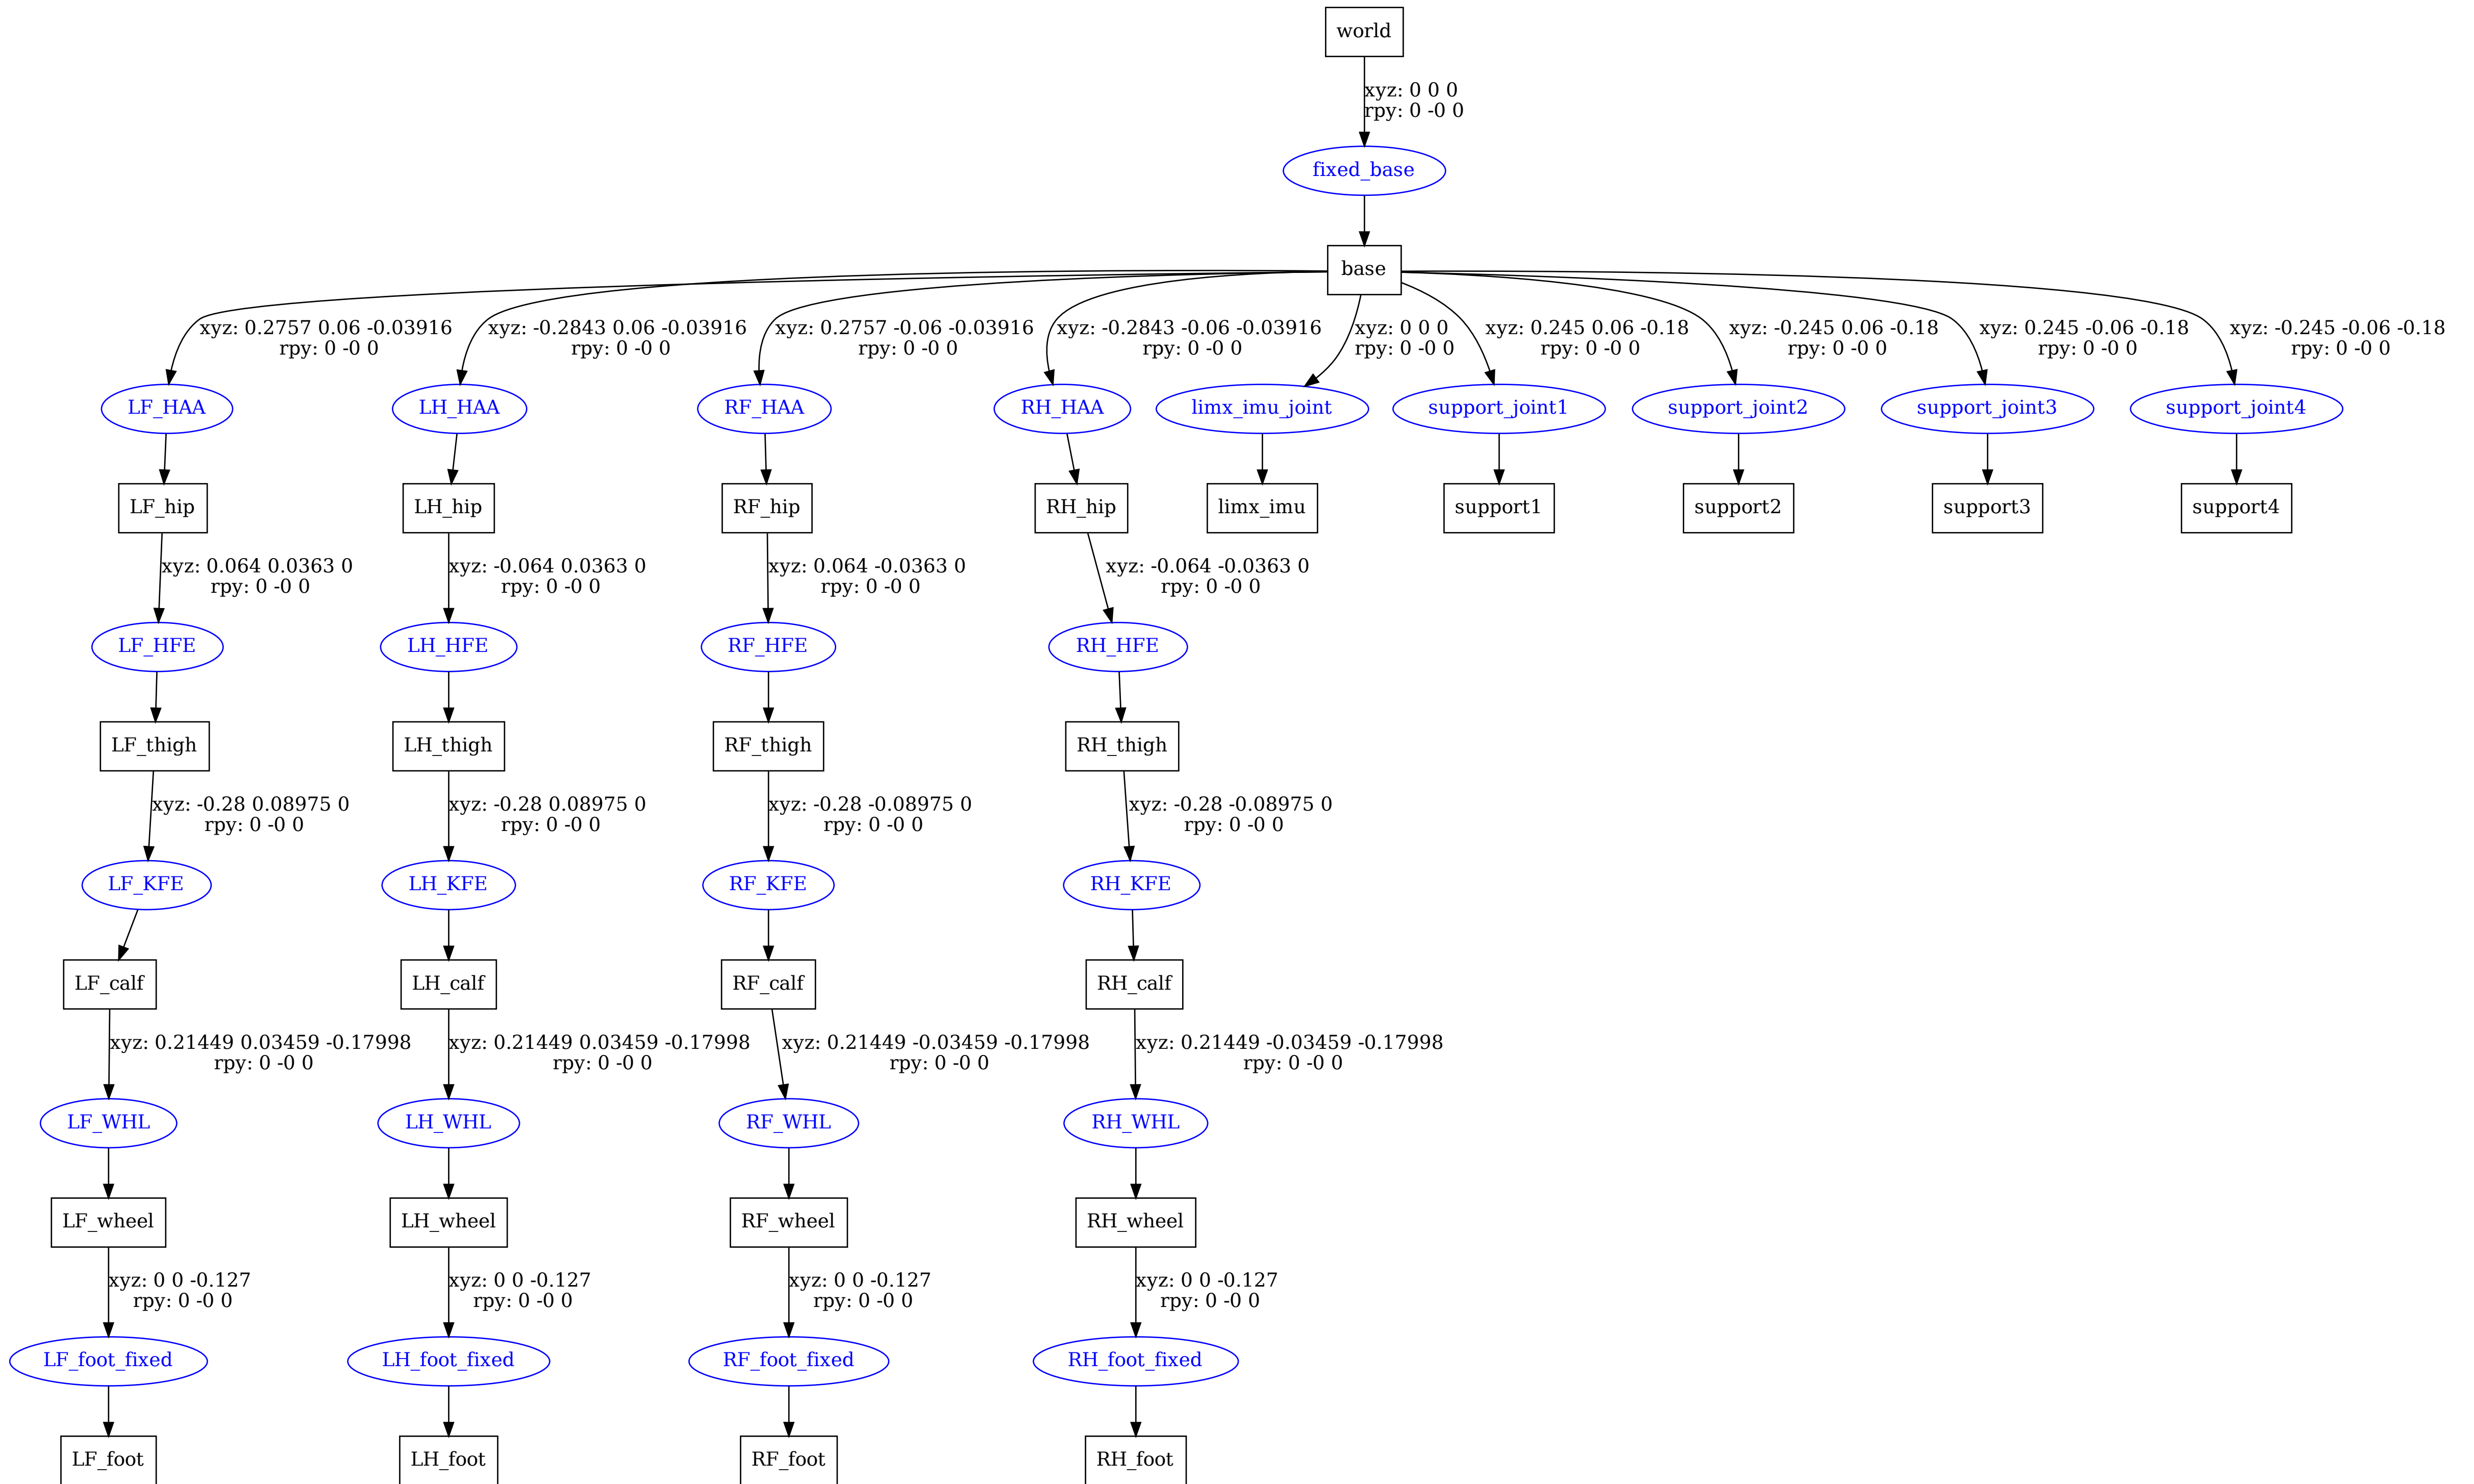 world
xyz: 0 0 0
rpy: 0 -0 0
fixed_base
base
xyz: 0.2757 0.06 -0.03916
rpy: 0 -0 0
xyz: -0.2843 0.06 -0.03916
rpy: 0 -0 0
xyz: 0.2757 -0.06 -0.03916
rpy: 0 -0 0
xyz: -0.2843 -0.06 -0.03916
rpy: 0 -0 0
xyz: 0 0 0
rpy: 0 -0 0
xyz: 0.245 0.06 -0.18
rpy: 0 -0 0
xyz: -0.245 0.06 -0.18
rpy: 0 -0 0
xyz: 0.245 -0.06 -0.18
rpy: 0 -0 0
xyz: -0.245 -0.06 -0.18
rpy: 0 -0 0
LF_HAA
LH_HAA
RF_HAA
RH_HAA
limx_imu_joint
support_joint1
support_joint2
support_joint3
support_joint4
LF_hip
LH_hip
RF_hip
RH_hip
limx_imu
support1
support2
support3
support4
xyz: 0.064 0.0363 0
rpy: 0 -0 0
xyz: -0.064 0.0363 0
rpy: 0 -0 0
xyz: 0.064 -0.0363 0
rpy: 0 -0 0
xyz: -0.064 -0.0363 0
rpy: 0 -0 0
LF_HFE
LH_HFE
RF_HFE
RH_HFE
LF_thigh
LH_thigh
RF_thigh
RH_thigh
xyz: -0.28 0.08975 0
rpy: 0 -0 0
xyz: -0.28 0.08975 0
rpy: 0 -0 0
xyz: -0.28 -0.08975 0
rpy: 0 -0 0
xyz: -0.28 -0.08975 0
rpy: 0 -0 0
LF_KFE
LH_KFE
RF_KFE
RH_KFE
LF_calf
LH_calf
RF_calf
RH_calf
xyz: 0.21449 0.03459 -0.17998
rpy: 0 -0 0
xyz: 0.21449 0.03459 -0.17998
rpy: 0 -0 0
xyz: 0.21449 -0.03459 -0.17998
rpy: 0 -0 0
xyz: 0.21449 -0.03459 -0.17998
rpy: 0 -0 0
LF_WHL
LH_WHL
RF_WHL
RH_WHL
LF_wheel
LH_wheel
RF_wheel
RH_wheel
xyz: 0 0 -0.127
rpy: 0 -0 0
xyz: 0 0 -0.127
rpy: 0 -0 0
xyz: 0 0 -0.127
rpy: 0 -0 0
xyz: 0 0 -0.127
rpy: 0 -0 0
LF_foot_fixed
LH_foot_fixed
RF_foot_fixed
RH_foot_fixed
LF_foot
LH_foot
RF_foot
RH_foot